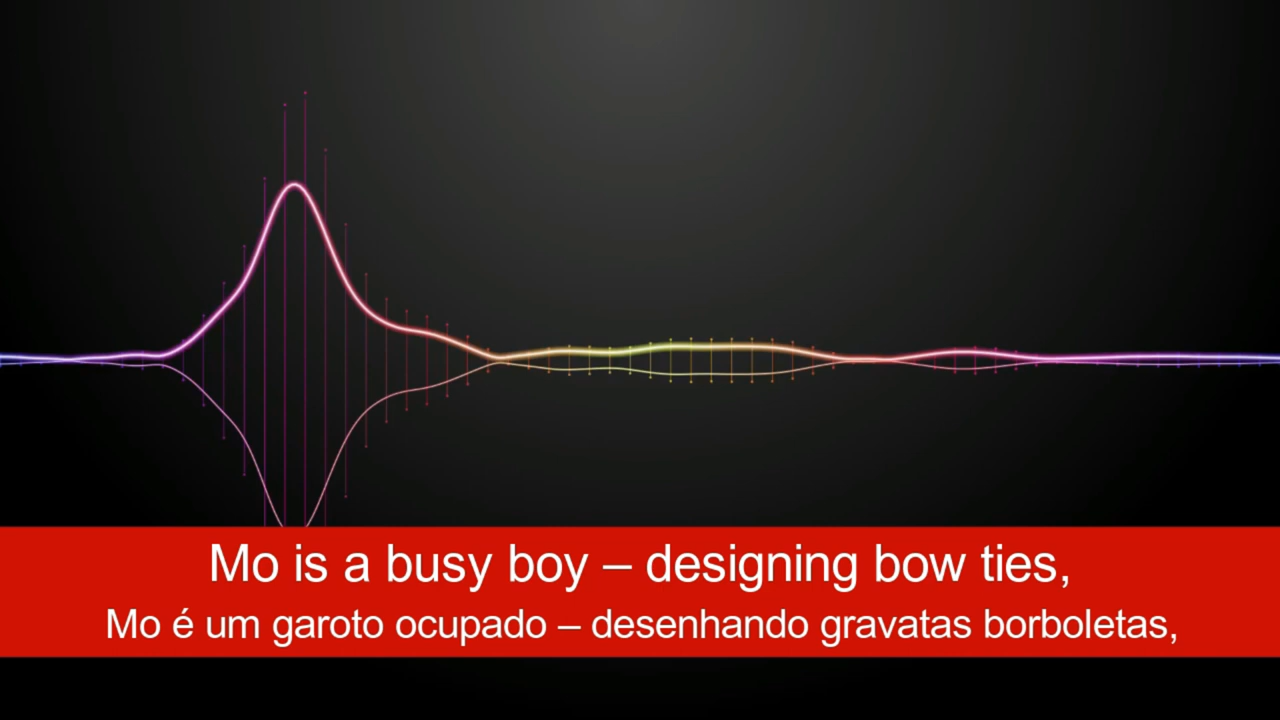 Mo is a busy boy – designing bow ties,
Mo é um garoto ocupado – desenhando gravatas borboletas,